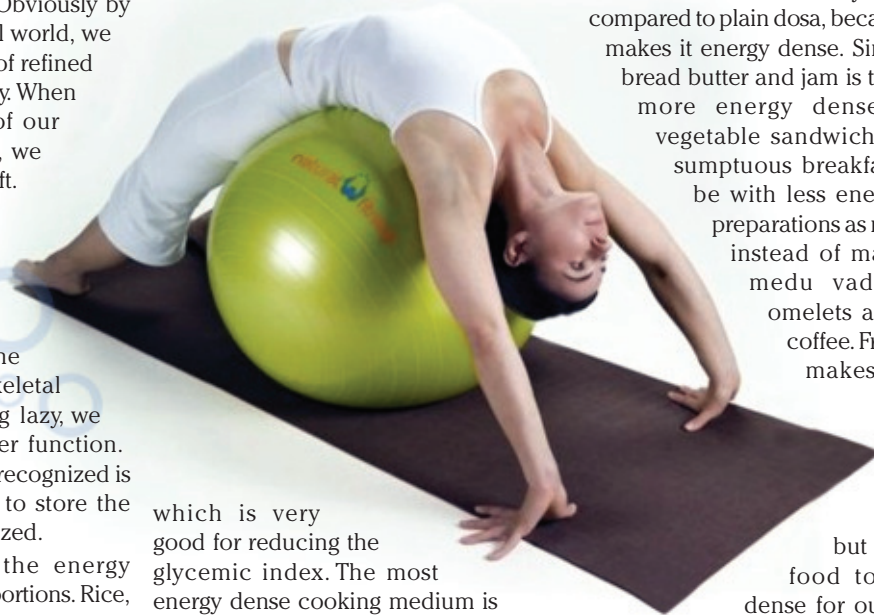 Obviously by
l world, we
of refined
y. When
of our
, we
ft.
ne
keletal
g lazy, we
er function.
recognized is
to store the
zed.
the energy
portions. Rice,
which is very
good for reducing the
glycemic index. The most
energy dense cooking medium is
compared to plain dosa, beca
makes it energy dense. Sin
bread butter and jam is t
more energy dense
vegetable sandwich
sumptuous breakfa
be with less ene
preparations as
instead of ma
medu vad
omelets a
coffee. Fr
makes
but
food to
dense for ou
natural fitness